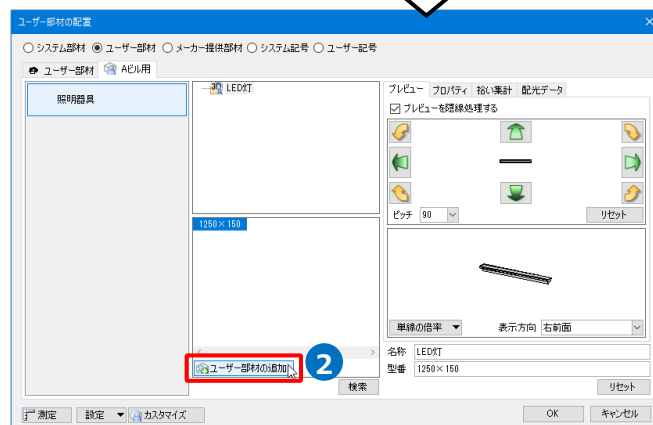 ユーザー部材の配置
システム部材 ユーザー部材 メーカー提供部材 システム記号 ユーザー記号
ユーザー部材 Aビル用
照明器具
3D LED灯
1250×150
ユーザー部材の追加
2
検索
プレビュー プロパティ 拾い集計 配光データ
プレビューを隠線処理する
ピッチ 90 リセット
単線の倍率 ▼ 表示方向 右前面
名称 LED灯
型番 1250×150
リセット
測定 設定 ▼ カスタマイズ OK キャンセル